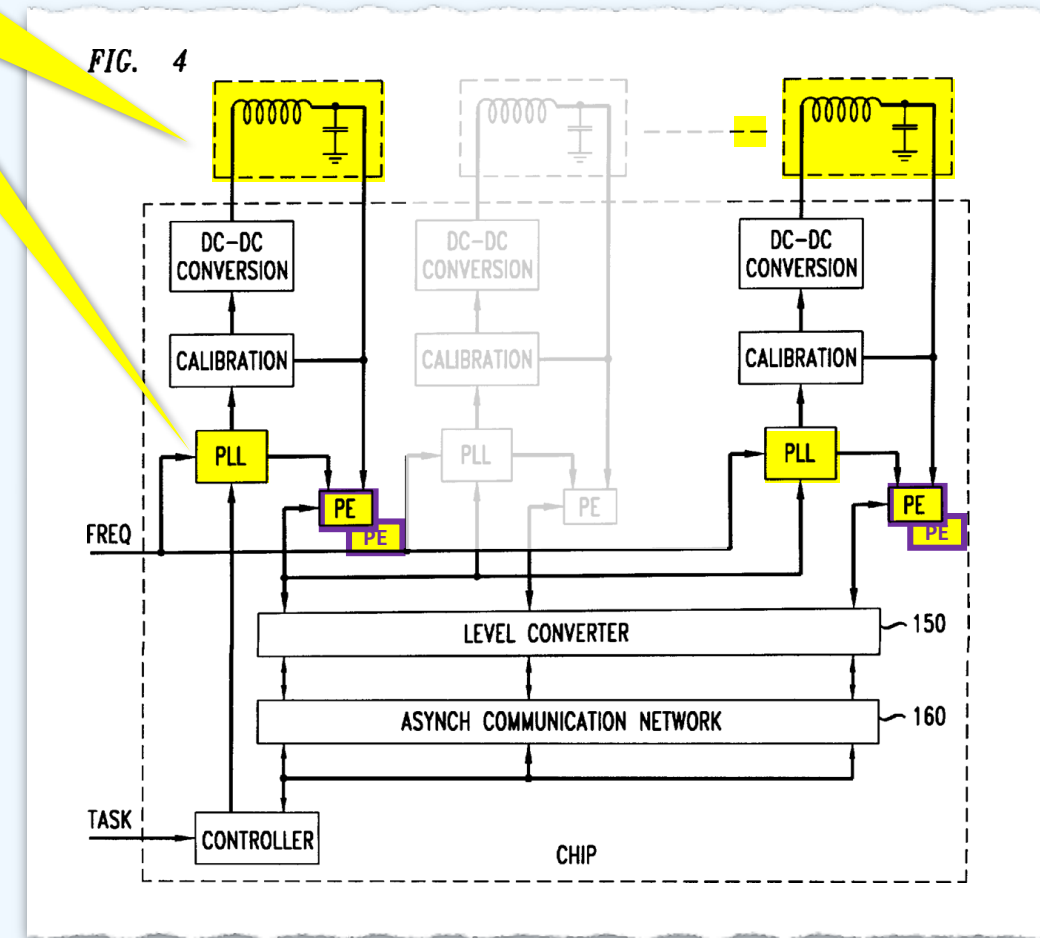 FIG. 4
DC-DC
CONVERSION
DC-DC
CONVERSION
DC-DC
CONVERSION
CALIBRATION
CALIBRATION
CALIBRATION
PLL
PLL
PLL
PE
PE
PE
PE
PE
FREQ
LEVEL CONVERTER
150
ASYNCH COMMUNICATION NETWORK
160
TASK
CONTROLLER
CHIP